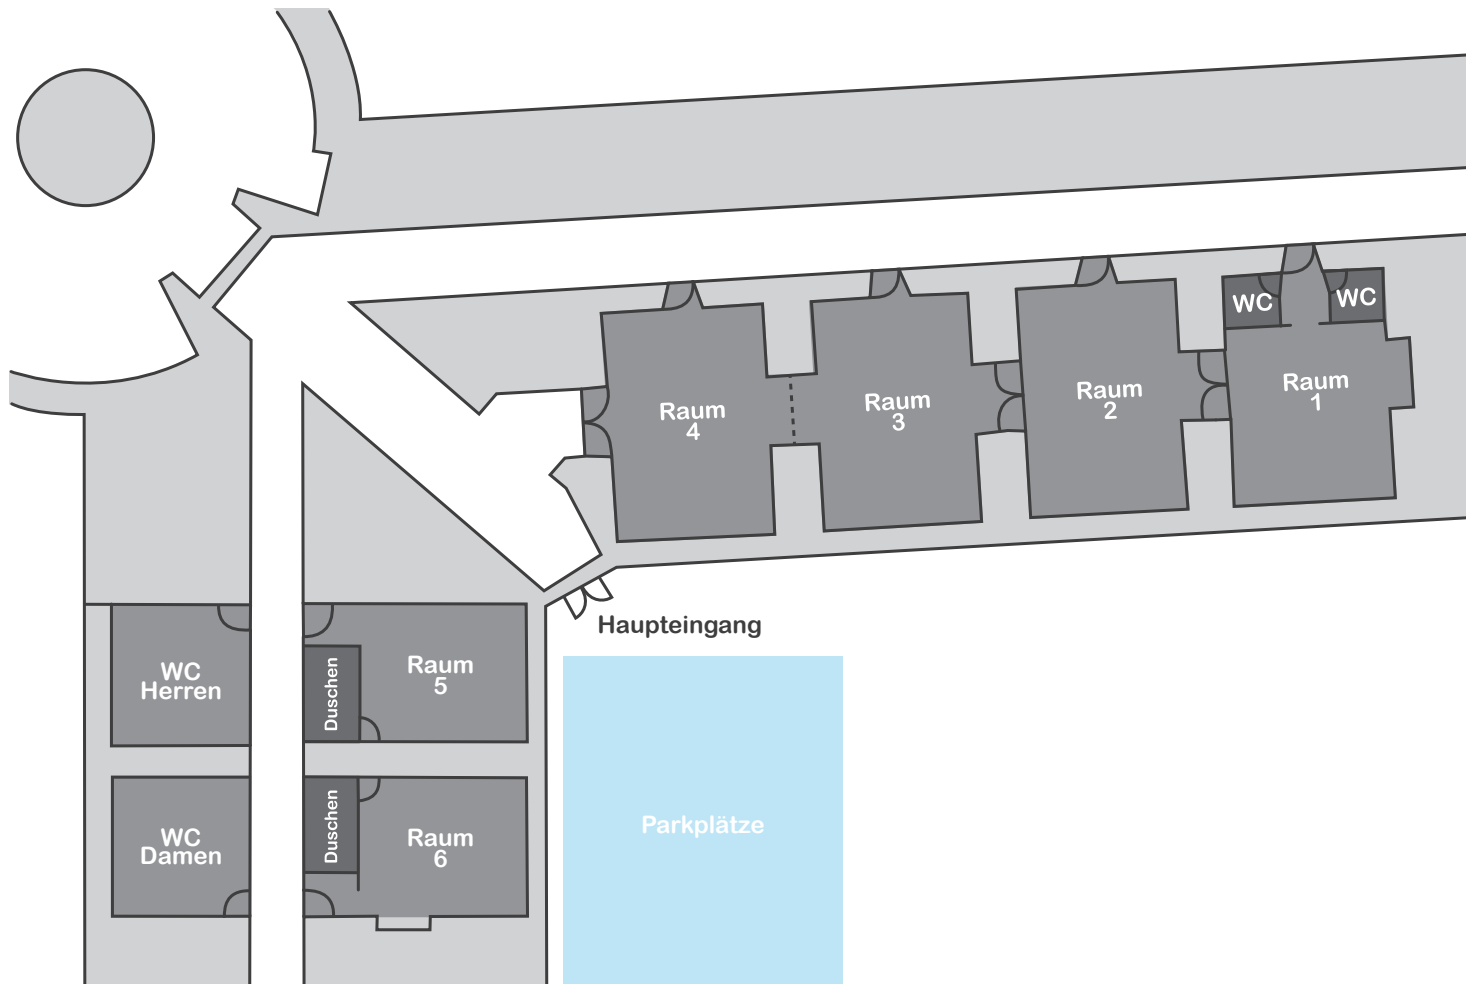 WC
WC
Raum
1
Raum
2
Raum
3
Raum
4
Haupteingang
WC
Herren
Duschen
Raum
5
WC
Damen
Duschen
Raum
6
Parkplätze